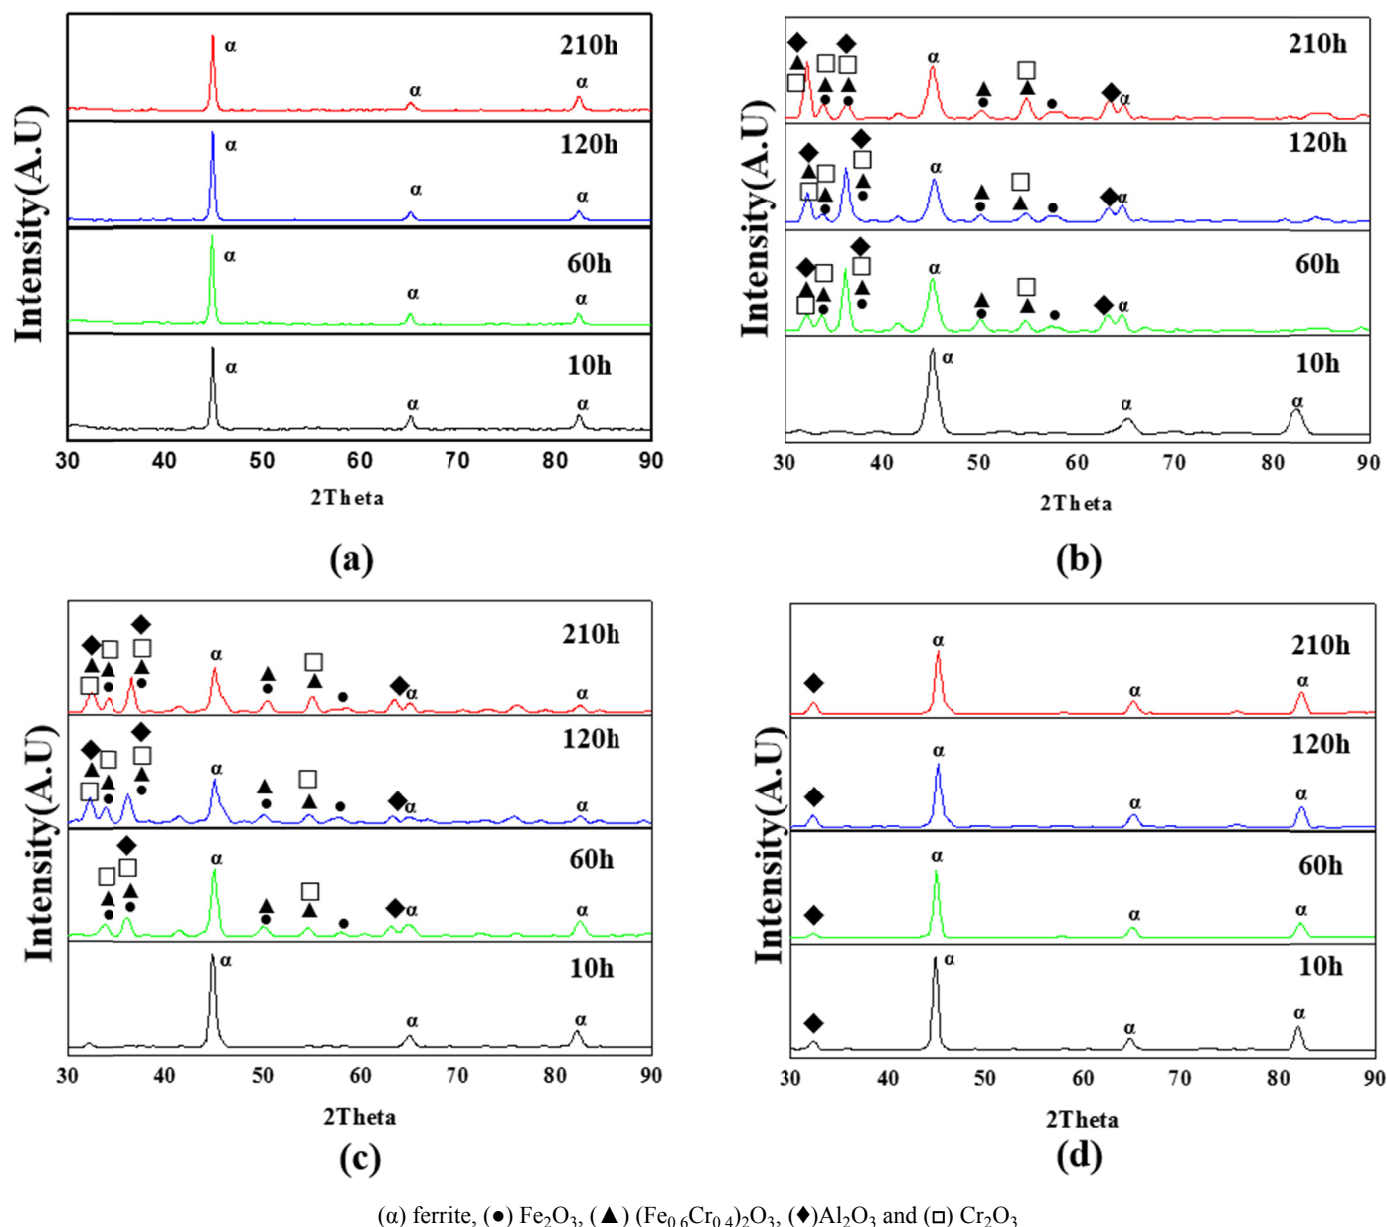 210h
α
α
α
120h
α
α
α
60h
α
α
α
10h
α
α
α
Intensity(A.U)
30 40 50 60 70 80 90
2Theta
(a)
210h
α
α
120h
α
α
60h
α
α
10h
α
α
α
Intensity(A.U)
30 40 50 60 70 80 90
2Theta
(b)
210h
α
α
α
120h
α
α
α
60h
α
α
α
10h
α
α
α
Intensity(A.U)
30 40 50 60 70 80 90
2Theta
(c)
210h
α
α
α
120h
α
α
α
60h
α
α
α
10h
α
α
α
Intensity(A.U)
30 40 50 60 70 80 90
2Theta
(d)
(α) ferrite, (●) Fe₂O₃, (▲) (Fe₀.₆Cr₀.₄)₂O₃, (♦)Al₂O₃ and (□) Cr₂O₃